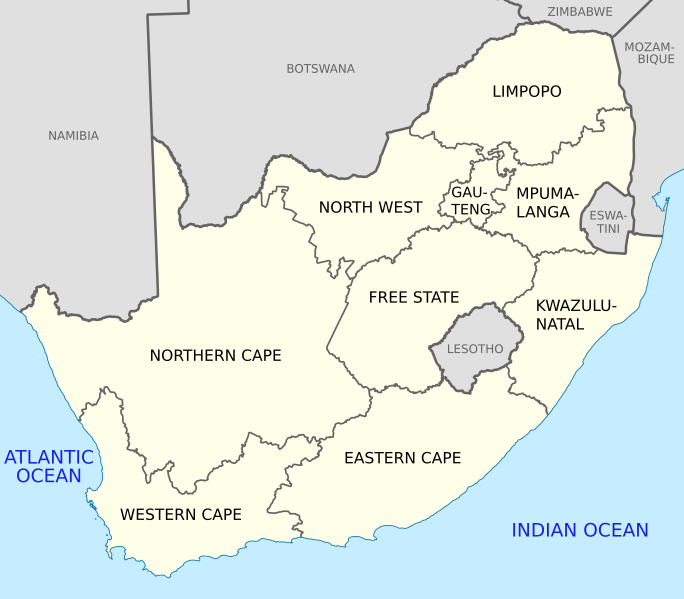 ZIMBABWE
MOZAM-
BIQUE
BOTSWANA
LIMPOPO
NAMIBIA
GAU-
TENG
MPUMA-
LANGA
NORTH WEST
ESWA-
TINI
FREE STATE
KWAZULU-
NATAL
LESOTHO
NORTHERN CAPE
ATLANTIC
OCEAN
EASTERN CAPE
WESTERN CAPE
INDIAN OCEAN